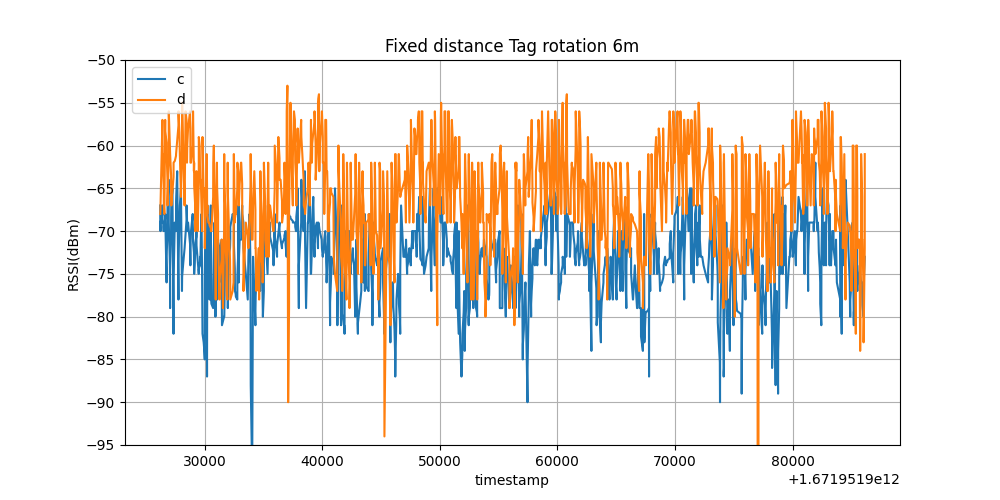 Fixed distance Tag rotation 6m
−50
−55
−60
−65
−70
−75
−80
−85
−90
−95
RSSI(dBm)
c
d
30000 40000 50000 60000 70000 80000
timestamp
+1.6719519e12